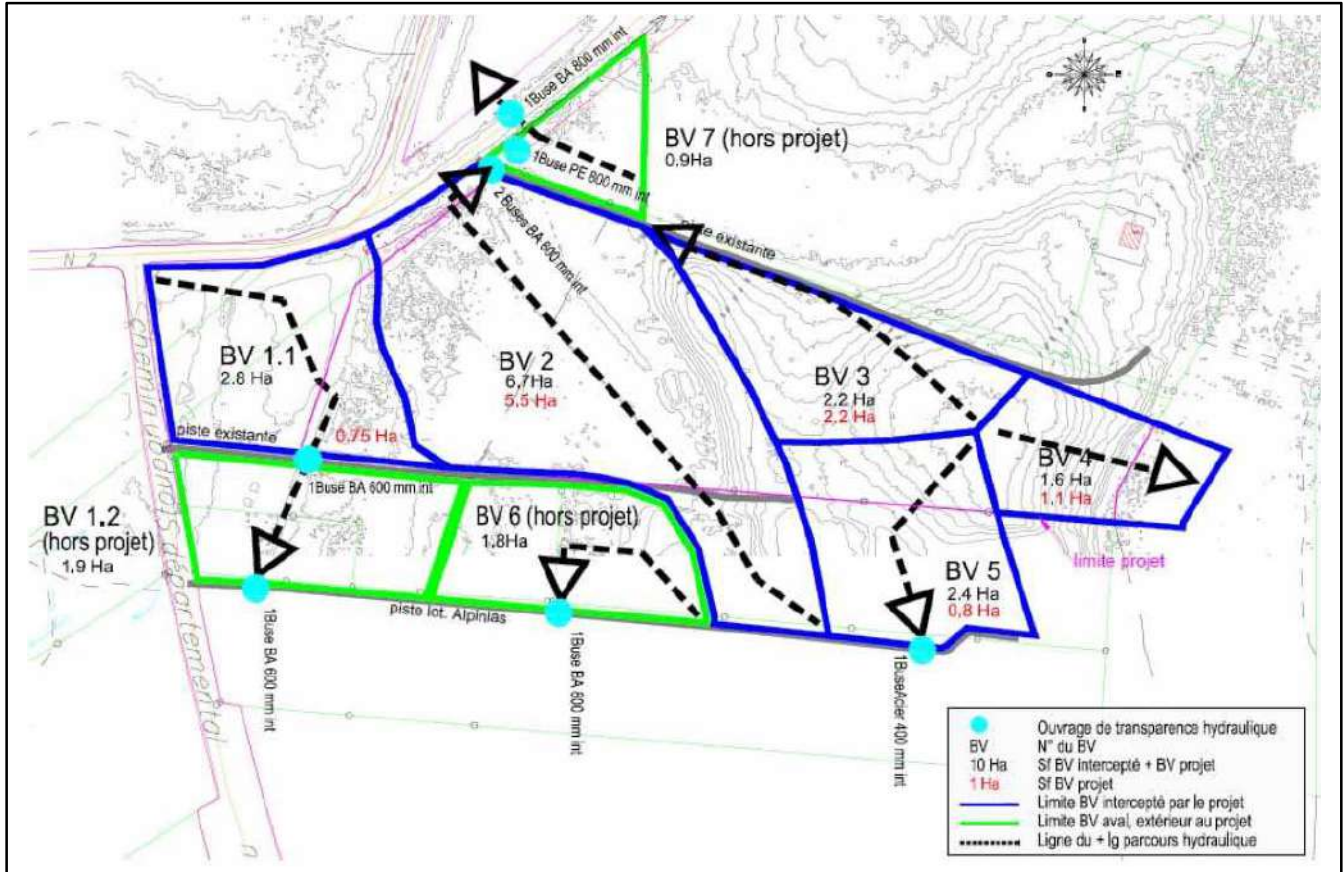 1Buse BA 800 mm int
BV 7 (hors projet)
0.9Ha
1Buse PE 800 mm int
2 Buses BA 600 mm int
piste existante
N 2
chemin
départemental
BV 1.1
2.8 Ha
BV 2
6,7Ha
5,5 Ha
BV 3
2.2 Ha
2,2 Ha
0.75 Ha
piste existante
1Buse BA 600 mm int
BV 4
1.6 Ha
1.1 Ha
BV 1.2
(hors projet)
1,9 Ha
BV 6 (hors projet)
1,8Ha
limite projet
BV 5
2.4 Ha
0,8 Ha
piste lot. Alpinias
1Buse BA 600 mm int
1Buse BA 800 mm int
1BuseAcier 400 mm int
Ouvrage de transparence hydraulique
BV N° du BV
10 Ha Sf BV intercepté + BV projet
1 Ha Sf BV projet
Limite BV intercepté par le projet
Limite BV aval, extérieur au projet
Ligne du + lg parcours hydraulique